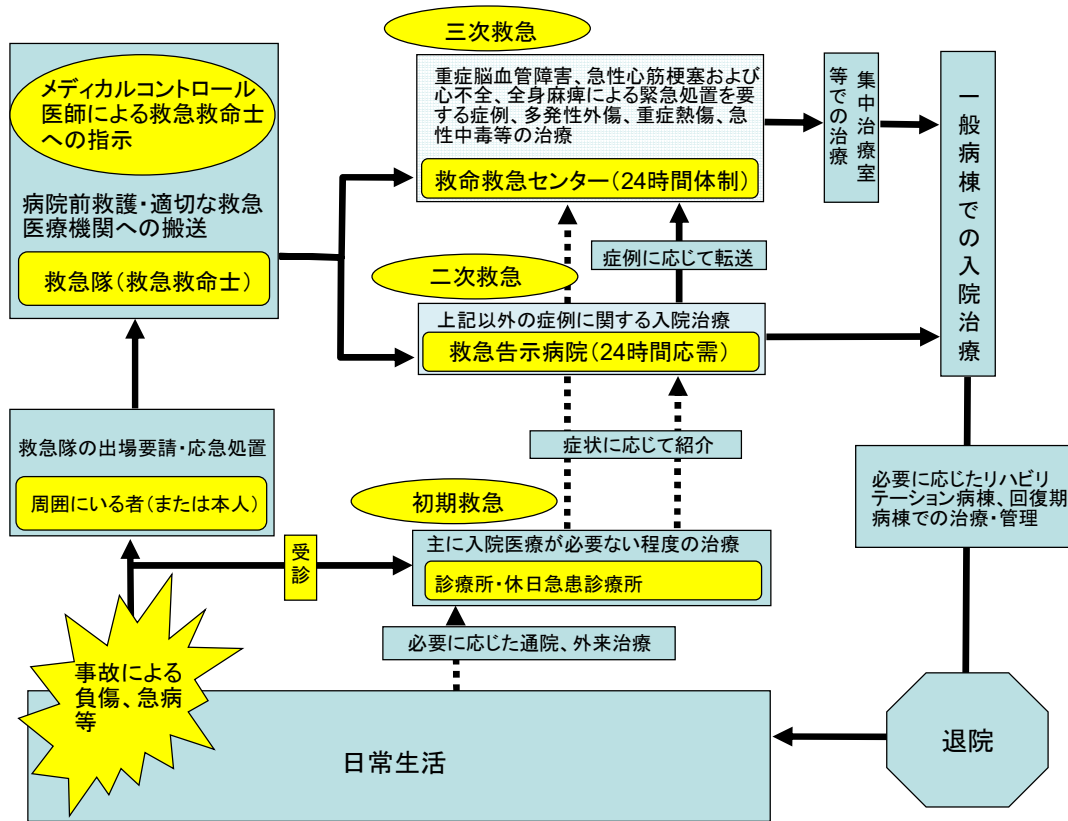 三次救急
メディカルコントロール
医師による救急救命士
への指示
病院前救護・適切な救急
医療機関への搬送
救急隊(救急救命士)
重症脳血管障害、急性心筋梗塞および
心不全、全身麻痺による緊急処置を要
する症例、多発性外傷、重症熱傷、急
性中毒等の治療
救命救急センター(24時間体制)
集中治療室
等での治療
一般病棟での入院治療
症例に応じて転送
二次救急
上記以外の症例に関する入院治療
救急告示病院(24時間応需)
救急隊の出場要請・応急処置
周囲にいる者(または本人)
症状に応じて紹介
必要に応じたリハビリ
テーション病棟、回復期
病棟での治療・管理
初期救急
受診
主に入院医療が必要ない程度の治療
診療所・休日急患診療所
必要に応じた通院、外来治療
事故による
負傷、急病
等
日常生活
退院